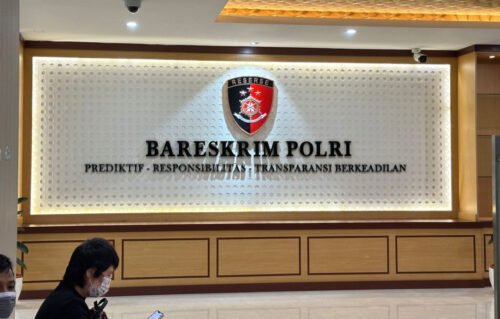 RESERSE
BARESKRIM POLRI
PREDIKTIF - RESPONSIBILITAS - TRANSPARANSI BERKEADILAN